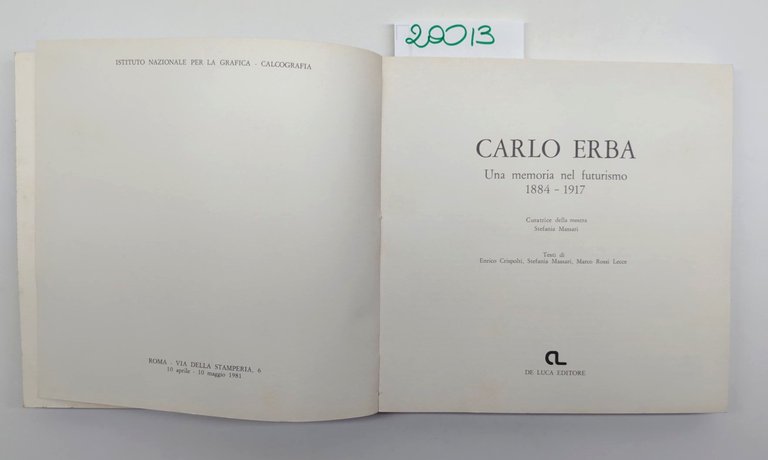 20013
ISTITUTO NAZIONALE PER LA GRAFICA - CALCOGRAFIA
ROMA - VIA DELLA STAMPERIA, 6
10 aprile - 10 maggio 1981
CARLO ERBA
Una memoria nel futurismo
1884 - 1917
Curatrice della mostra
Stefania Massari
Testi di
Enrico Crispolti, Stefania Massari, Marco Rossi Lecce
DE LUCA EDITORE